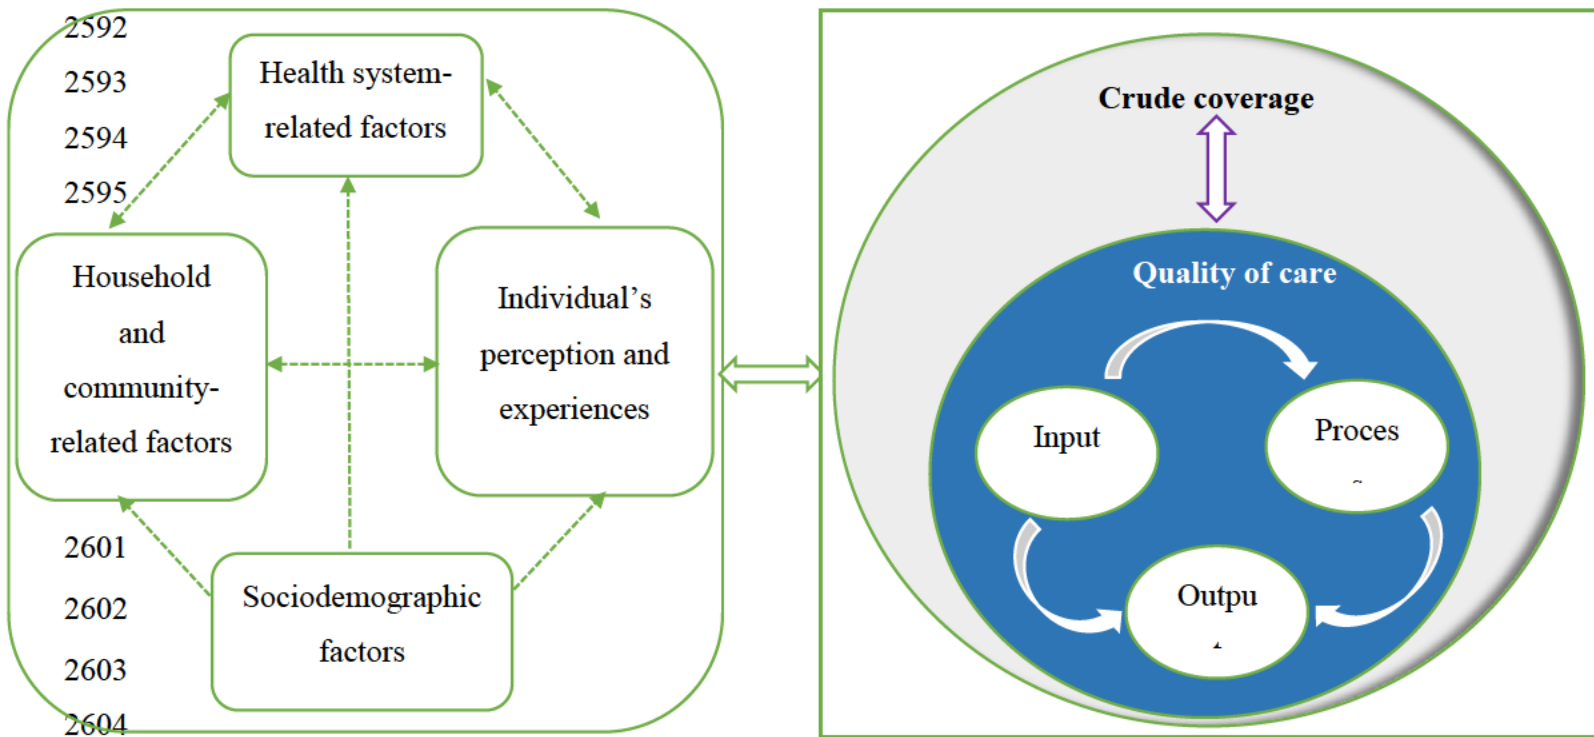 2592
2593
2594
2595
2601
2602
2603
2604
Health system-
related factors
Household
and
community-
related factors
Individual's
perception and
experiences
Sociodemographic
factors
Crude coverage
Quality of care
Input
Proces
Outpu